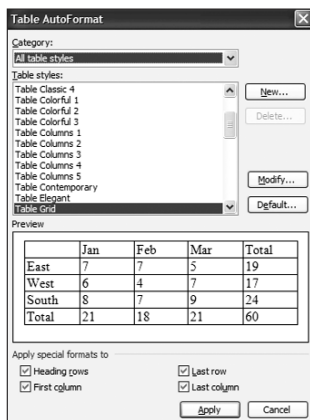 Table AutoFormat
Category:
All table styles
Table styles:
Table Classic 4
Table Colorful 1
Table Colorful 2
Table Colorful 3
Table Columns 1
Table Columns 2
Table Columns 3
Table Columns 4
Table Columns 5
Table Contemporary
Table Elegant
Table Grid
New...
Delete...
Modify...
Default...
Preview
Jan Feb Mar Total
East 7 7 5 19
West 6 4 7 17
South 8 7 9 24
Total 21 18 21 60
Apply special formats to
Heading rows Last row
First column Last column
Apply Cancel